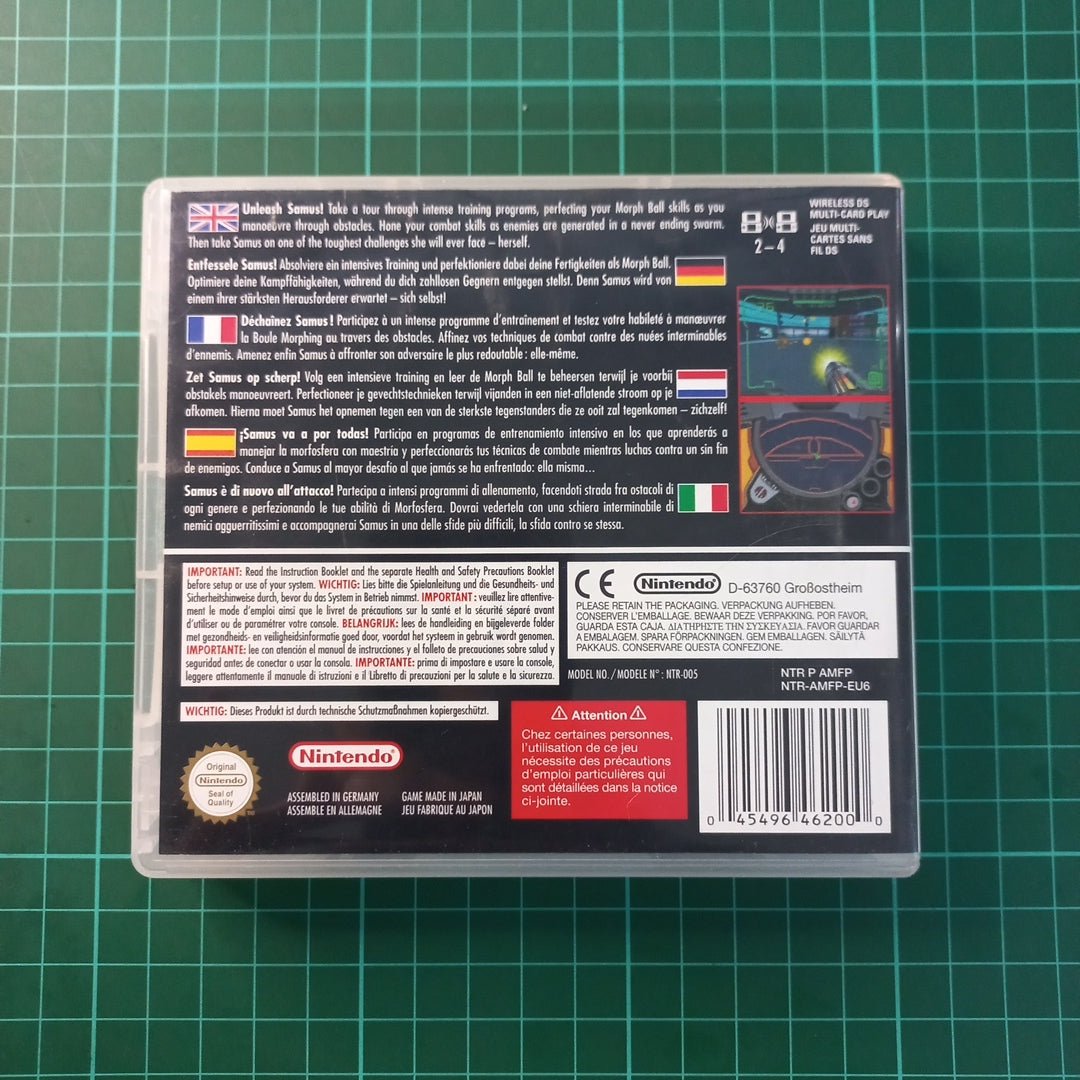 Unleash Samus! Take a tour through intense training programs, perfecting your Morph Ball skills as you
manoeuvre through obstacles. Hone your combat skills as enemies are generated in a never ending swarm.
Then take Samus on one of the toughest challenges she will ever face – herself.
Entfessele Samus! Absolviere ein intensives Training und perfektioniere dabei deine Fertigkeiten als Morph Ball.
Optimiere deine Kampffähigkeiten, während du dich zahllosen Gegnern entgegen stellst. Denn Samus wird von
einem ihrer stärksten Herausforderer erwartet – sich selbst!
Déchaînez Samus ! Participez à un intense programme d'entraînement et testez votre habileté à manœuvrer
la Boule Morphing au travers des obstacles. Affinez vos techniques de combat contre des nuées interminables
d'ennemis. Amenez enfin Samus à affronter son adversaire le plus redoutable : elle-même.
Zet Samus op scherp! Volg een intensieve training en leer de Morph Ball te beheersen terwijl je voorbij
obstakels manoeuvreert. Perfectioneer je gevechtstechnieken terwijl vijanden in een niet-aflatende stroom op je
afkomen. Hierna moet Samus het opnemen tegen een van de sterkste tegenstanders die ze ooit zal tegenkomen – zichzelf!
¡Samus va a por todas! Participa en programas de entrenamiento intensivo en los que aprenderás a
manejar la morfosfera con maestría y perfeccionarás tus técnicas de combate mientras luchas contra un sin fin
de enemigos. Conduce a Samus al mayor desafío al que jamás se ha enfrentado: ella misma...
Samus è di nuovo all'attacco! Partecipa a intensi programmi di allenamento, facendoti strada fra ostacoli di
ogni genere e perfezionando le tue abilità di Morfosfera. Dovrai vedertela con una schiera interminabile di
nemici agguerritissimi e accompagnerai Samus in una delle sfide più difficili, la sfida contro se stessa.
2–4
WIRELESS DS
MULTI-CARD PLAY
JEU MULTI-
CARTES SANS
FIL DS
IMPORTANT: Read the Instruction Booklet and the separate Health and Safety Precautions Booklet
before setup or use of your system. WICHTIG: Lies bitte die Spielanleitung und die Gesundheits- und
Sicherheitshinweise durch, bevor du das System in Betrieb nimmst. IMPORTANT : veuillez lire attentive-
ment le mode d'emploi ainsi que le livret de précautions sur la santé et la sécurité séparé avant
d'utiliser ou de paramétrer votre console. BELANGRIJK: lees de handleiding en bijgeleverde folder
met gezondheids- en veiligheidsinformatie goed door, voordat het systeem in gebruik wordt genomen.
IMPORTANTE: lee con atención el manual de instrucciones y el folleto de precauciones sobre salud y
seguridad antes de conectar o usar la consola. IMPORTANTE: prima di impostare e usare la console,
leggere attentamente il manuale di istruzioni e il Libretto di precauzioni per la salute e la sicurezza.
CE Nintendo® D-63760 Großostheim
PLEASE RETAIN THE PACKAGING. VERPACKUNG AUFHEBEN.
CONSERVER L'EMBALLAGE. BEWAAR DEZE VERPAKKING. POR FAVOR,
GUARDA ESTA CAJA. ΔΙΑΤΗΡΗΣΤΕ ΤΗΝ ΣΥΣΚΕΥΑΣΙΑ. FAVOR GUARDAR
A EMBALAGEM. SPARA FÖRPACKNINGEN. GEM EMBALLAGEN. SÄILYTÄ
PAKKAUS. CONSERVARE QUESTA CONFEZIONE.
MODEL NO./MODELE N° : NTR-005
NTR P AMFP
NTR-AMFP-EU6
WICHTIG: Dieses Produkt ist durch technische Schutzmaßnahmen kopiergeschützt.
Original
Nintendo
Seal of
Quality
TM
Nintendo®
ASSEMBLED IN GERMANY
ASSEMBLE EN ALLEMAGNE
GAME MADE IN JAPAN
JEU FABRIQUE AU JAPON
Attention
Chez certaines personnes,
l'utilisation de ce jeu
nécessite des précautions
d'emploi particulières qui
sont détaillées dans la notice
ci-jointe.
0 45496 46200 0